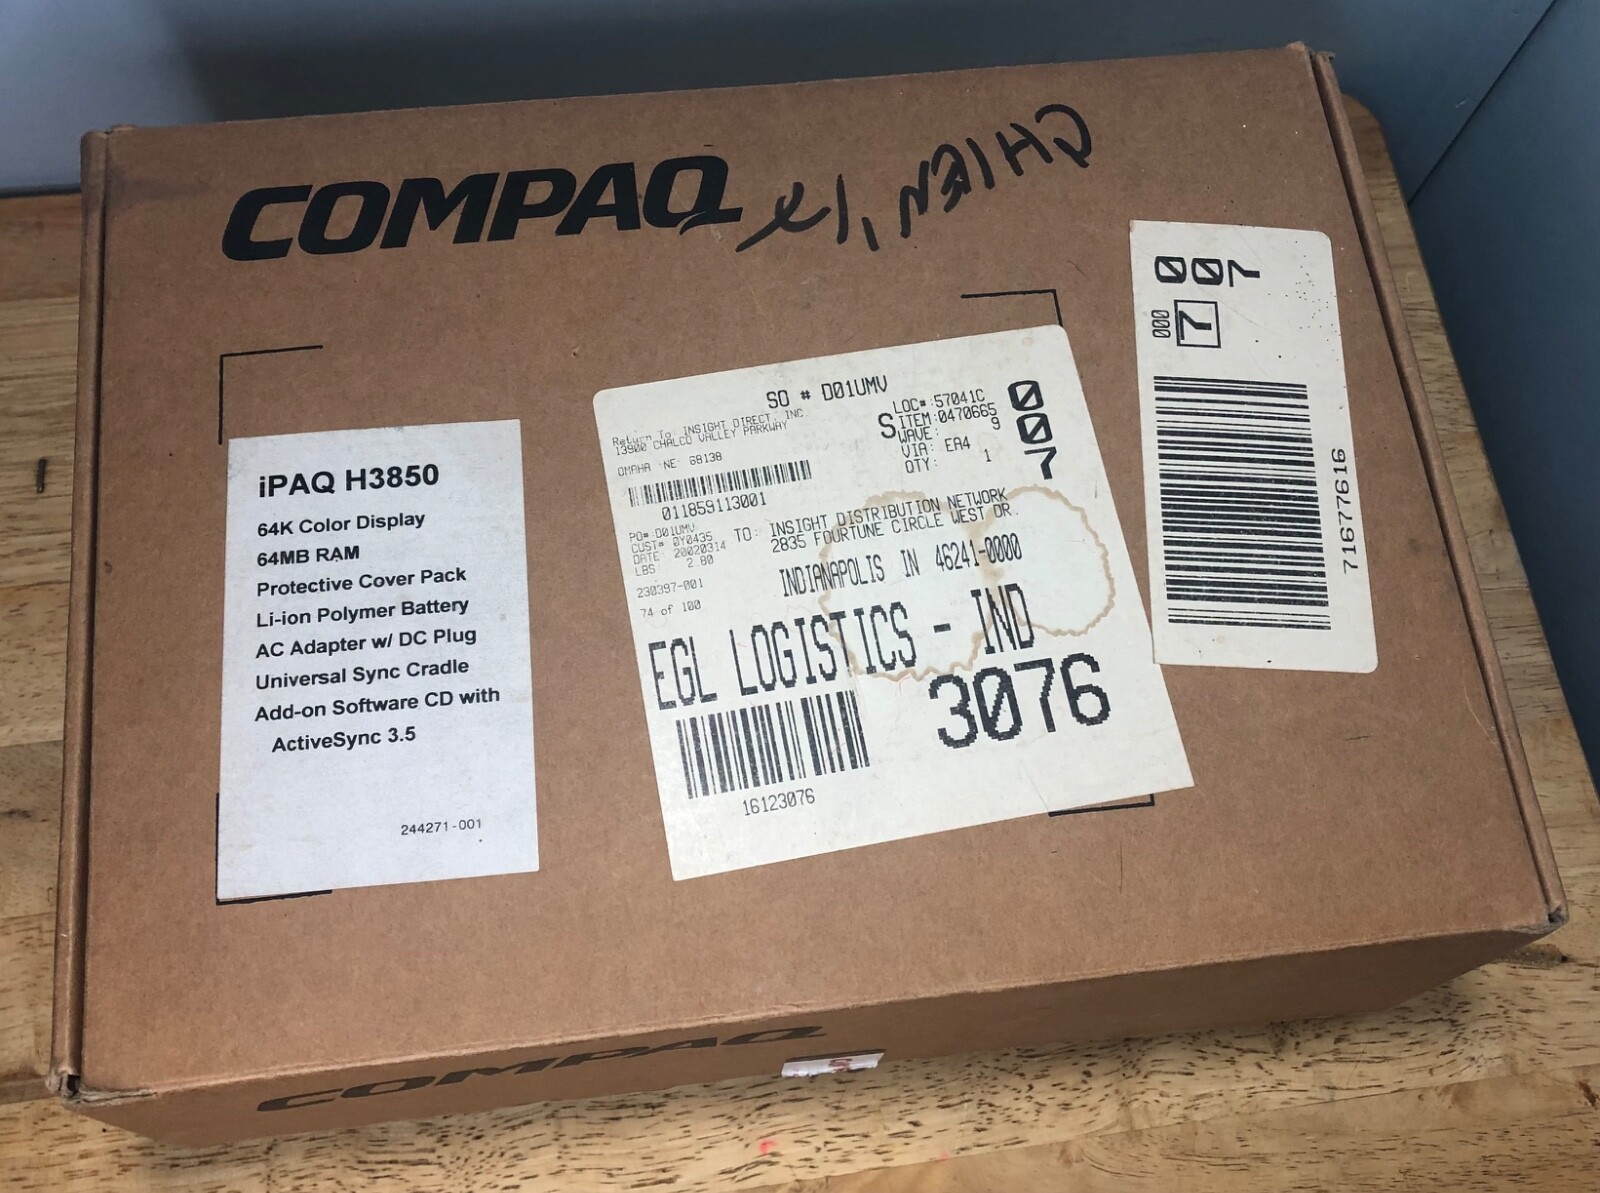 COMPAQ
iPAQ H3850
64K Color Display
64MB RAM
Protective Cover Pack
Li-ion Polymer Battery
AC Adapter w/ DC Plug
Universal Sync Cradle
Add-on Software CD with
ActiveSync 3.5
244271-001
SO # D01UMV
Return To: INSIGHT DIRECT, INC.
13900 CHALCO VALLEY PARKWAY
OMAHA NE 68138
011859113001
LOC#:57041C
S ITEM:0470665
WAVE: 9
VIA: EA4
QTY: 1
007
PO# D01UMV
CUST# 0Y0435
DATE 20020314
LBS 2.80
230397-001
74 of 100
TO: INSIGHT DISTRIBUTION NETWORK
2835 FOURTUNE CIRCLE WEST DR.
INDIANAPOLIS IN 46241-0000
EGL LOGISTICS - IND
3076
16123076
007
000
7
71677616
COMPAQ